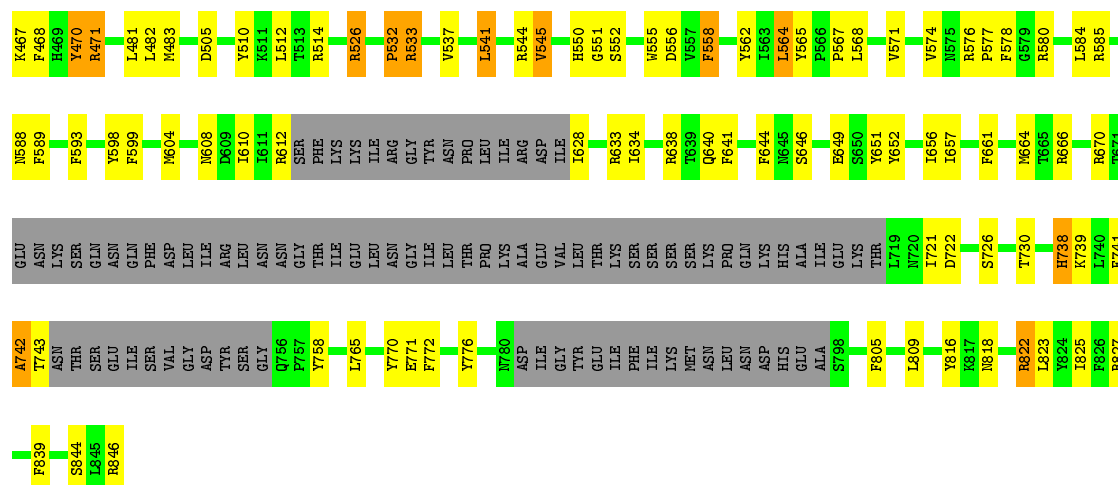 K467 F468 H469 Y470 R471 L481 L482 M483 D505 Y510 K511 L512 T513 R514 R526 P532 R533 V537 L541 R544 V545 H550 G551 S552 W555 D556 V557 F558 Y562 I563 L564 Y565 P566 P567 L568 V571 V574 N575 R576 P577 F578 G579 R580 L584 R585
N588 F589 F593 Y598 F599 M604 N608 D609 I610 I611 R612 SER PHE LYS LYS ILE ARG GLY TYR ASN PRO LEU ILE ARG ASP ILE I628 R633 I634 R638 T639 Q640 F641 F644 N645 S646 E649 S650 Y651 Y652 I656 I657 F661 M664 T665 R666 R670 T671
GLU ASN LYS SER GLN ASN GLN PHE ASP LEU ILE ARG LEU ASN ASN GLY THR ILE GLU LEU ASN GLY ILE LEU THR PRO LYS ALA GLU VAL LEU THR LYS SER SER SER SER LYS PRO GLN LYS HIS ALA ILE GLU LYS THR L719 N720 I721 D722 S726 T730 H738 K739 L740
A742 T743 ASN THR SER GLU ILE SER VAL GLY ASP TYR SER GLY Q756 P757 Y758 L765 Y770 E771 F772 Y776 N780 ASP ILE GLY TYR GLU ILE PHE ILE LYS MET ASN LEU ASN ASP HIS GLU ALA S798 F805 L809 Y816 K817 N818 R822 L823 Y824 I825 F826
F839 S844 L845 R846